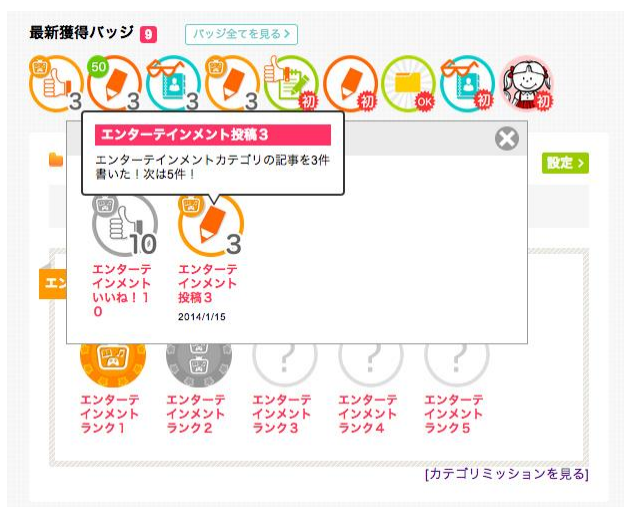 最新獲得バッジ 9 バッジ全てを見る>
3 50 3 3 3 初 初 OK 初 初
エンターテインメント投稿3
エンターテインメントカテゴリの記事を3件
書いた！次は5件！
設定 >
10 3
エンターテ
インメント
いいね！1
0
エンターテ
インメント
投稿3
2014/1/15
エン
? ? ?
エンターテ
インメント
ランク1
エンターテ
インメント
ランク2
エンターテ
インメント
ランク3
エンターテ
インメント
ランク4
エンターテ
インメント
ランク5
[カテゴリミッションを見る]